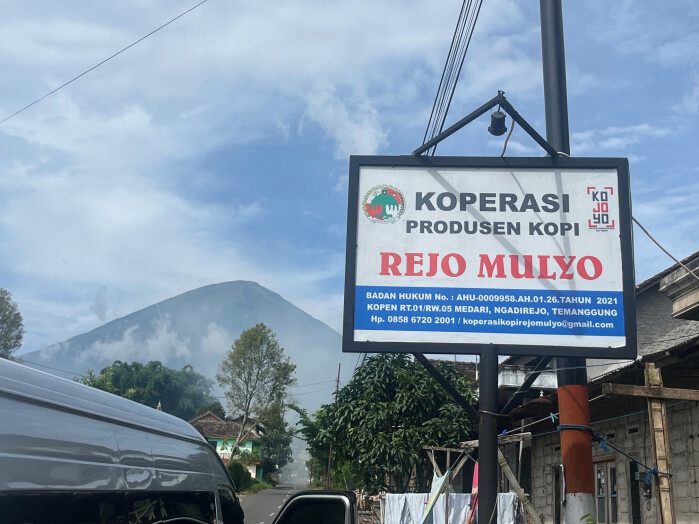 KOPERASI
PRODUSEN KOPI
KO
JO
YO
REJO MULYO
BADAN HUKUM No. : AHU-0009958.AH.01.26.TAHUN 2021
KOPEN RT.01/RW.25 MEDARI, NGADIREJO, TEMANGGUNG
Hp. 0858 6720 2001 / koperasikopirejomulyo@gmail.com